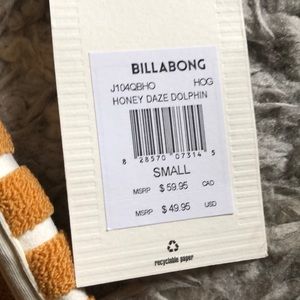 BILLABONG
J104QBHO HOG
HONEY DAZE DOLPHIN
8 28570 07314 5
SMALL
MSRP $ 59.95 CAD
MSRP $ 49.95 USD
recyclable paper